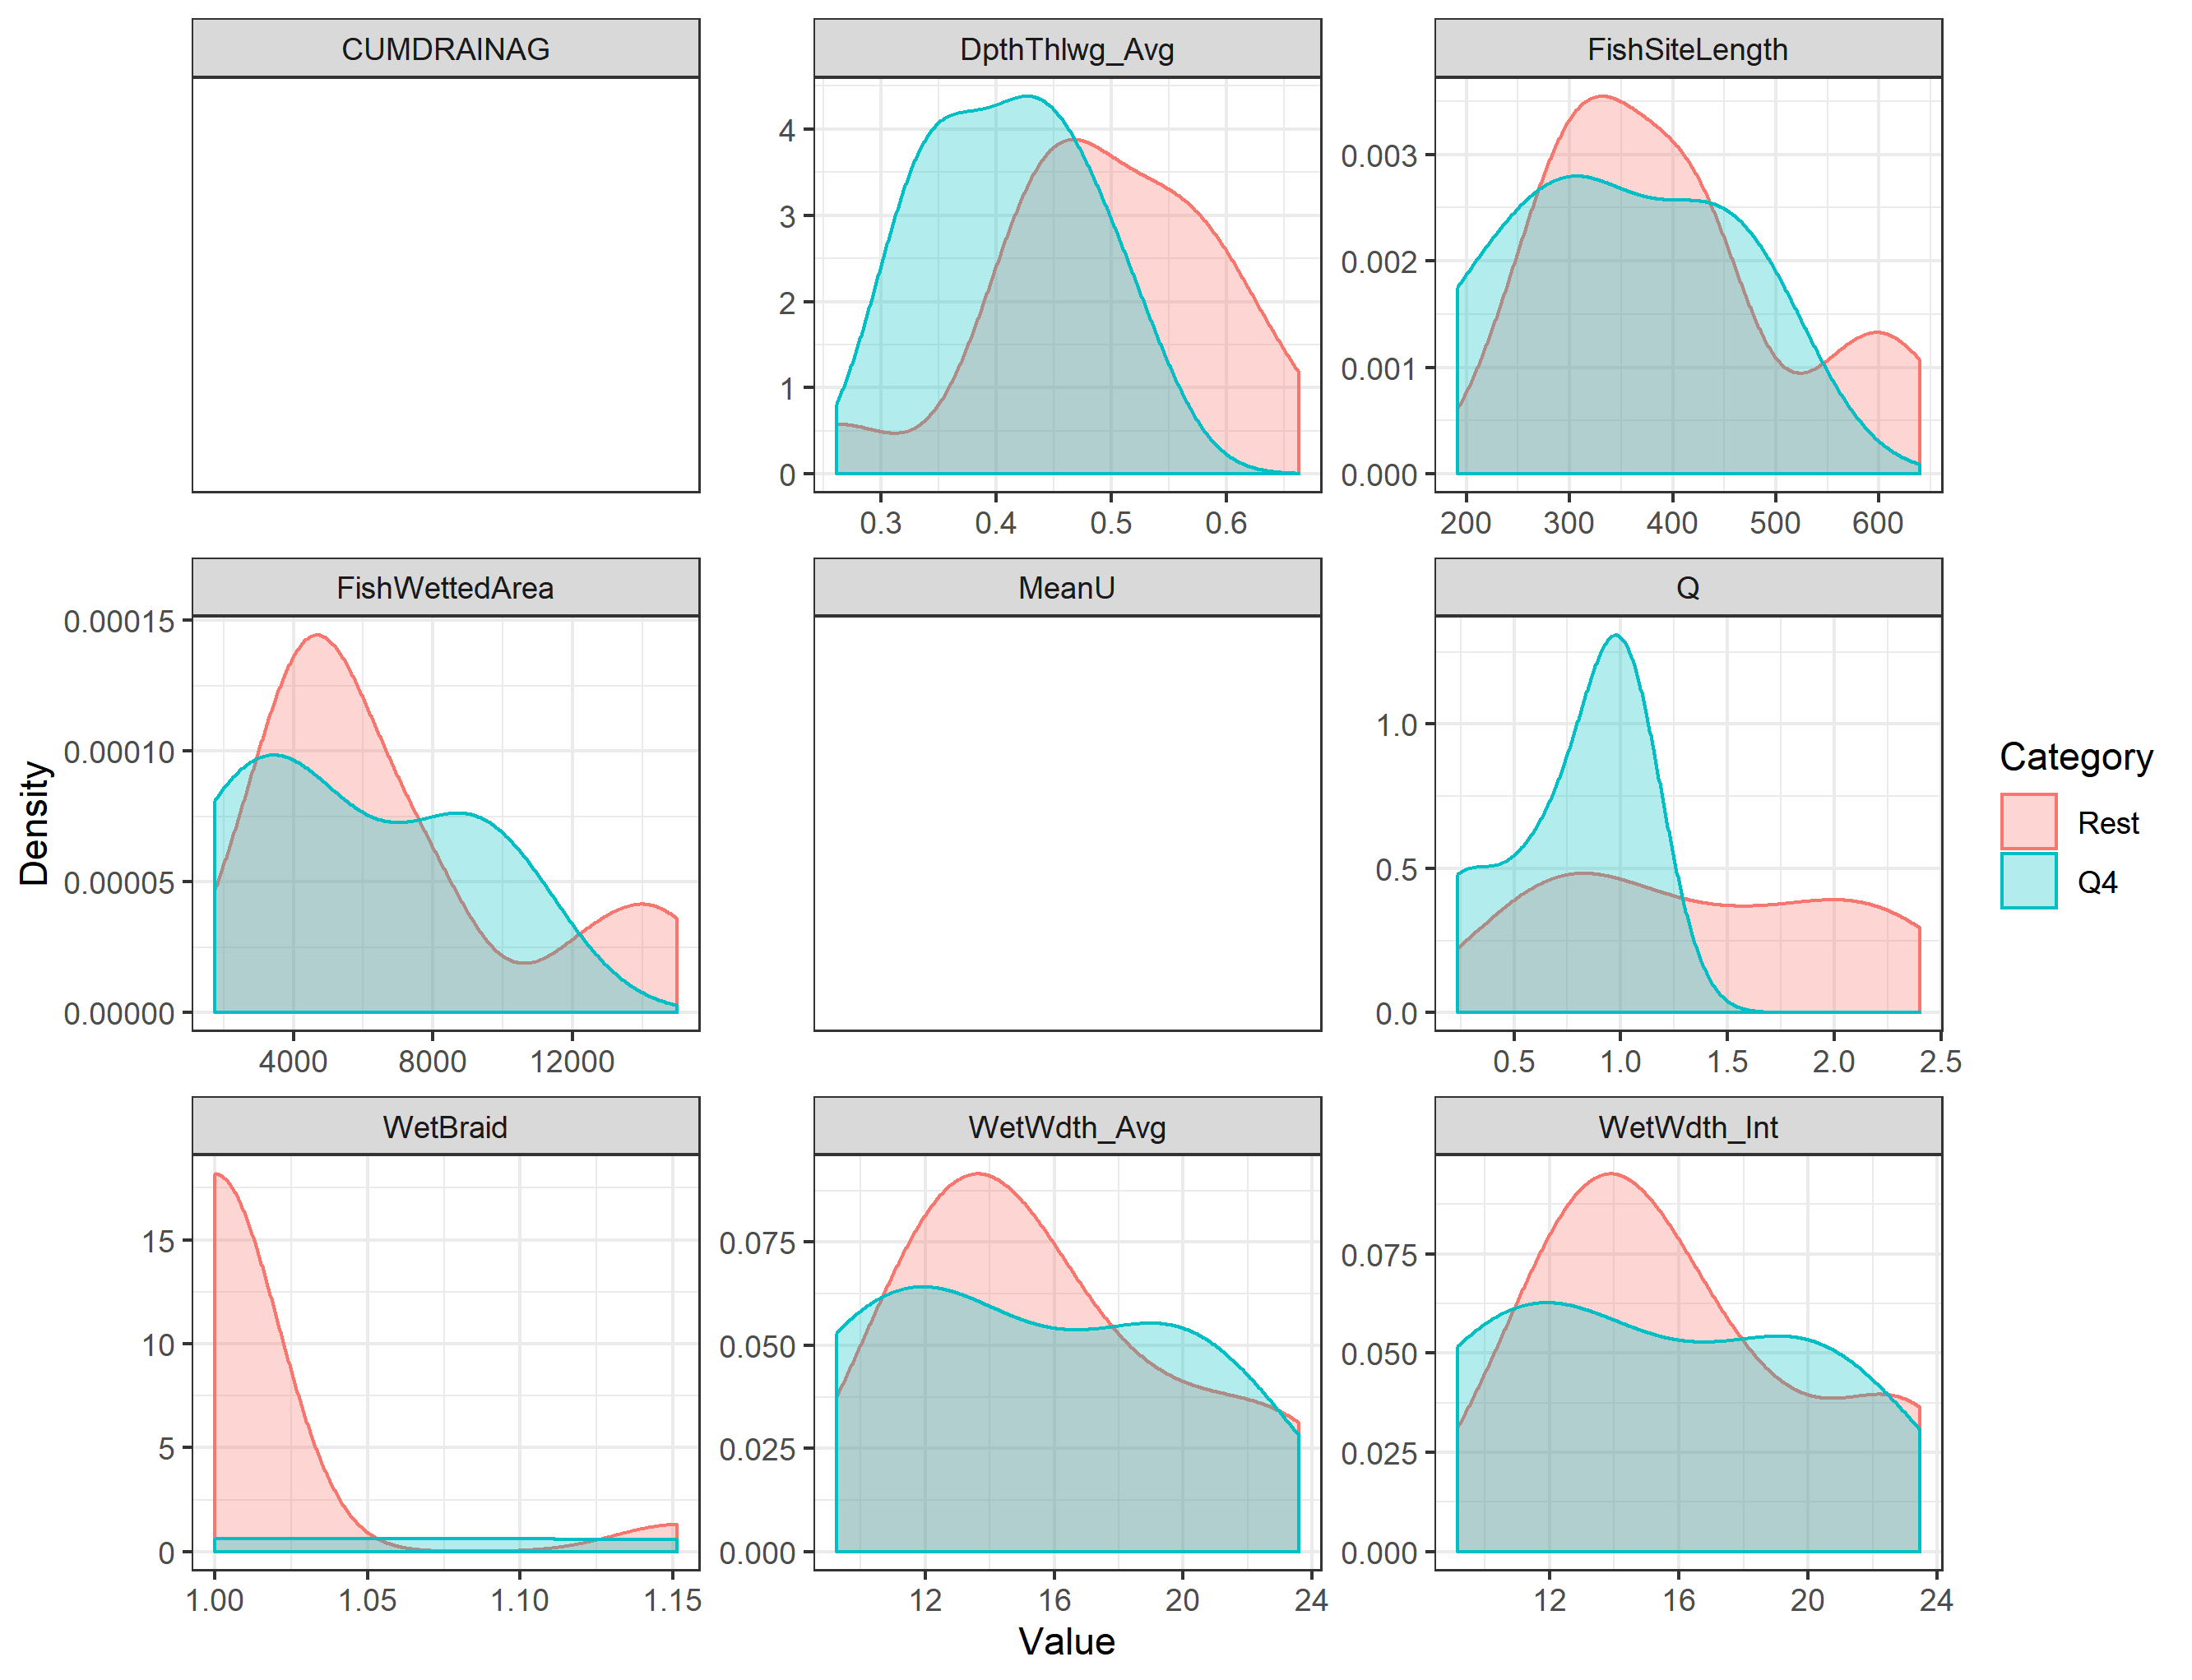 CUMDRAINAG
DpthThlwg_Avg
FishSiteLength
4
3
2
1
0
0.003
0.002
0.001
0.000
0.3 0.4 0.5 0.6
200 300 400 500 600
FishWettedArea
MeanU
Q
0.00015
0.00010
0.00005
0.00000
1.0
0.5
0.0
4000 8000 12000
0.5 1.0 1.5 2.0 2.5
WetBraid
WetWdth_Avg
WetWdth_Int
15
10
5
0
0.075
0.050
0.025
0.000
0.075
0.050
0.025
0.000
1.00 1.05 1.10 1.15
12 16 20 24
12 16 20 24
Value
Density
Category
Rest
Q4